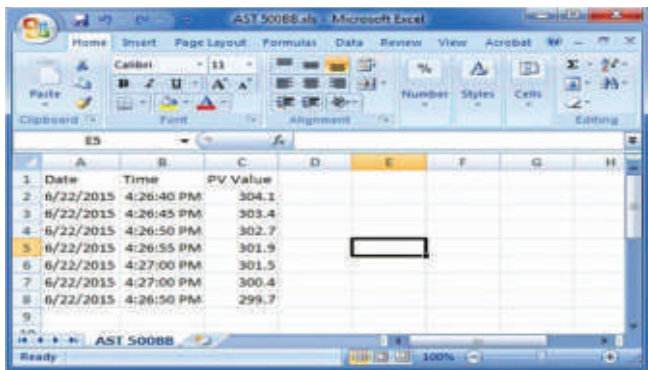 AST 500BB.xls - Microsoft Excel
Home Insert Page Layout Formulas Data Review View Acrobat
Paste
Clipboard
Calibri 11
B I U A A
A
Font
Alignment
%
Number
Styles
Cells
Σ
Editing
E5 fx
A B C D E F G H
1 Date Time PV Value
2 6/22/2015 4:26:40 PM 304.1
3 6/22/2015 4:26:45 PM 303.4
4 6/22/2015 4:26:50 PM 302.7
5 6/22/2015 4:26:55 PM 301.9
6 6/22/2015 4:27:00 PM 301.5
7 6/22/2015 4:27:00 PM 300.4
8 6/22/2015 4:26:50 PM 299.7
9
10
AST 500BB
Ready 100%